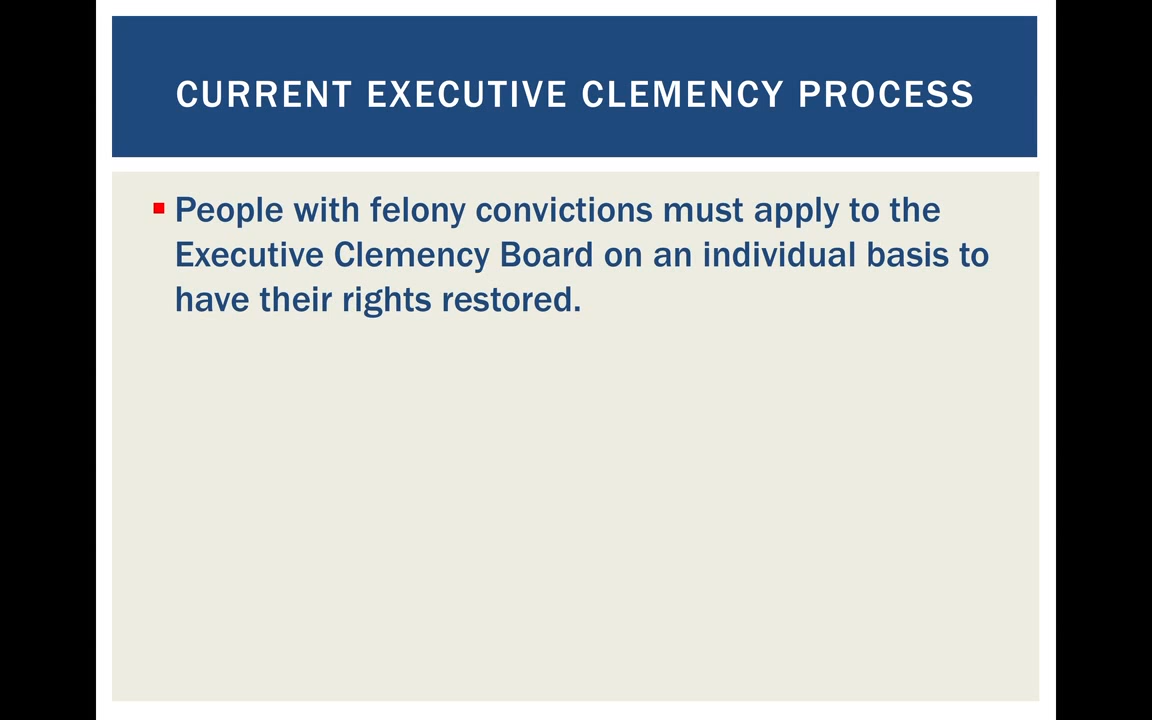 CURRENT EXECUTIVE CLEMENCY PROCESS
People with felony convictions must apply to the
Executive Clemency Board on an individual basis to
have their rights restored.